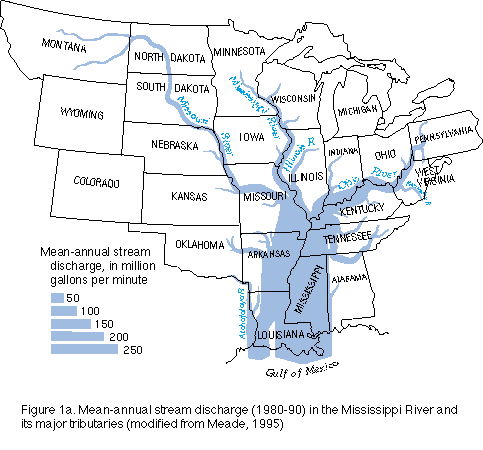 MONTANA
NORTH DAKOTA
MINNESOTA
SOUTH DAKOTA
WISCONSIN
MICHIGAN
WYOMING
Missouri River
Mississippi River
IOWA
NEBRASKA
Illinois R
ILLINOIS
INDIANA
OHIO
PENNSYLVANIA
WEST VIRGINIA
Ohio River
COLORADO
KANSAS
MISSOURI
KENTUCKY
TENNESSEE
OKLAHOMA
ARKANSAS
MISSISSIPPI
ALABAMA
Atchafalaya R
LOUISIANA
Gulf of Mexico
Mean-annual stream
discharge, in million
gallons per minute
50
100
150
200
250
Figure 1a. Mean-annual stream discharge (1980-90) in the Mississippi River and
its major tributaries (modified from Meade, 1995)